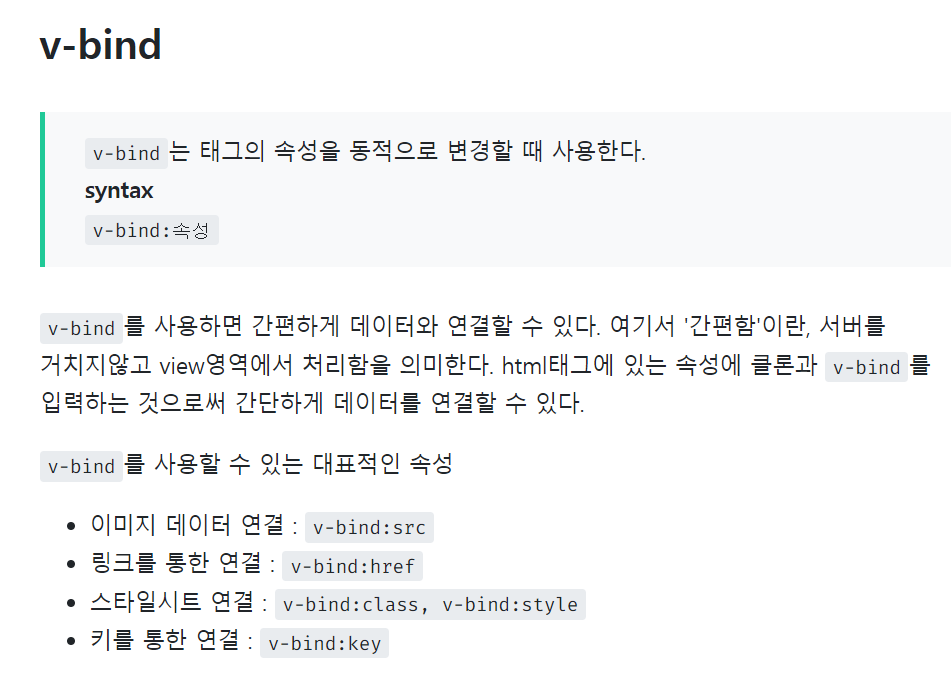 v-bind
v-bind는 태그의 속성을 동적으로 변경할 때 사용한다.
syntax
v-bind:속성
v-bind를 사용하면 간편하게 데이터와 연결할 수 있다. 여기서 '간편함'이란, 서버를
거치지않고 view영역에서 처리함을 의미한다. html태그에 있는 속성에 클론과 v-bind를
입력하는 것으로써 간단하게 데이터를 연결할 수 있다.
v-bind를 사용할 수 있는 대표적인 속성
• 이미지 데이터 연결 : v-bind:src
• 링크를 통한 연결 : v-bind:href
• 스타일시트 연결 : v-bind:class, v-bind:style
• 키를 통한 연결 : v-bind:key